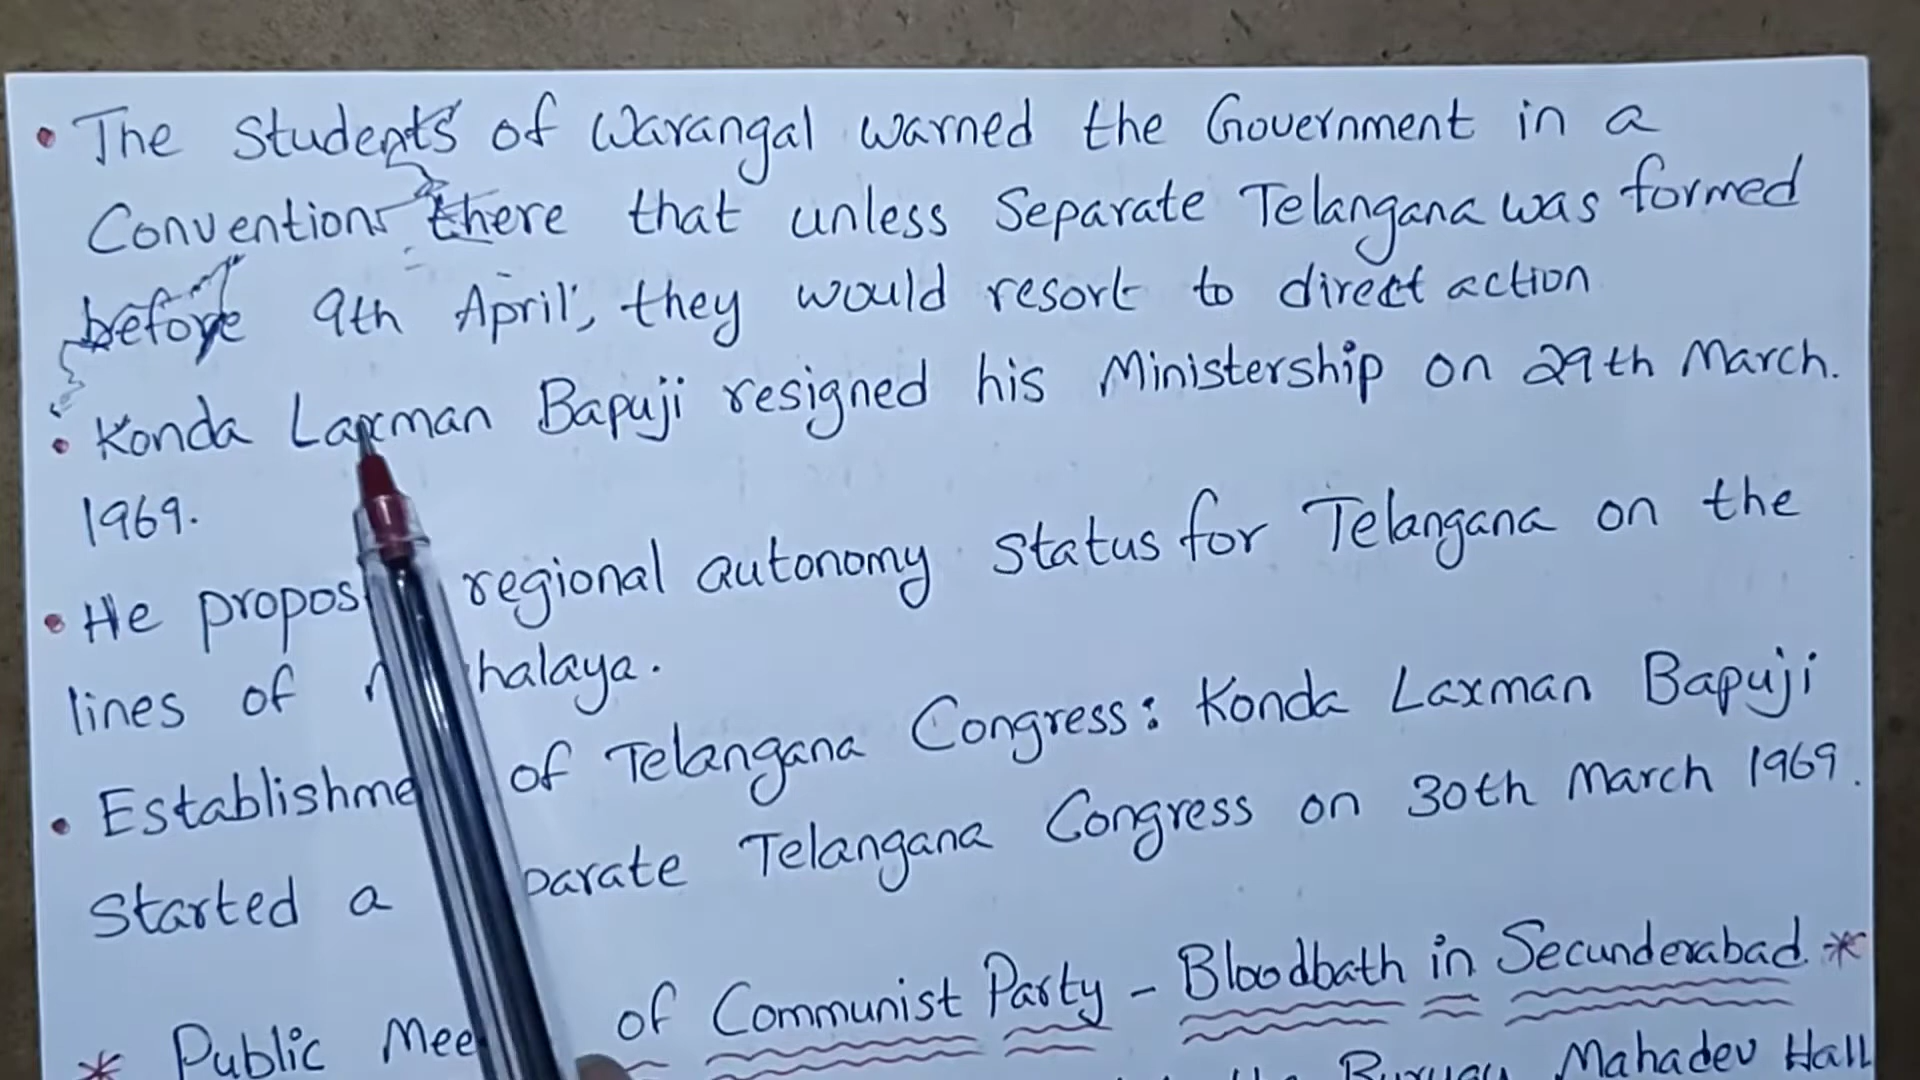 • The students of Warangal warned the Government in a
Convention there that unless Separate Telangana was formed
before 9th April, they would resort to direct action
• Konda Laxman Bapuji resigned his Ministership on 29th March.
1969.
• He propos regional autonomy status for Telangana on the
lines of halaya.
• Establishme of Telangana Congress: Konda Laxman Bapuji
Started a parate Telangana Congress on 30th March 1969.
* Public Mee of Communist Party - Bloodbath in Secunderabad *
Mahadev Hall